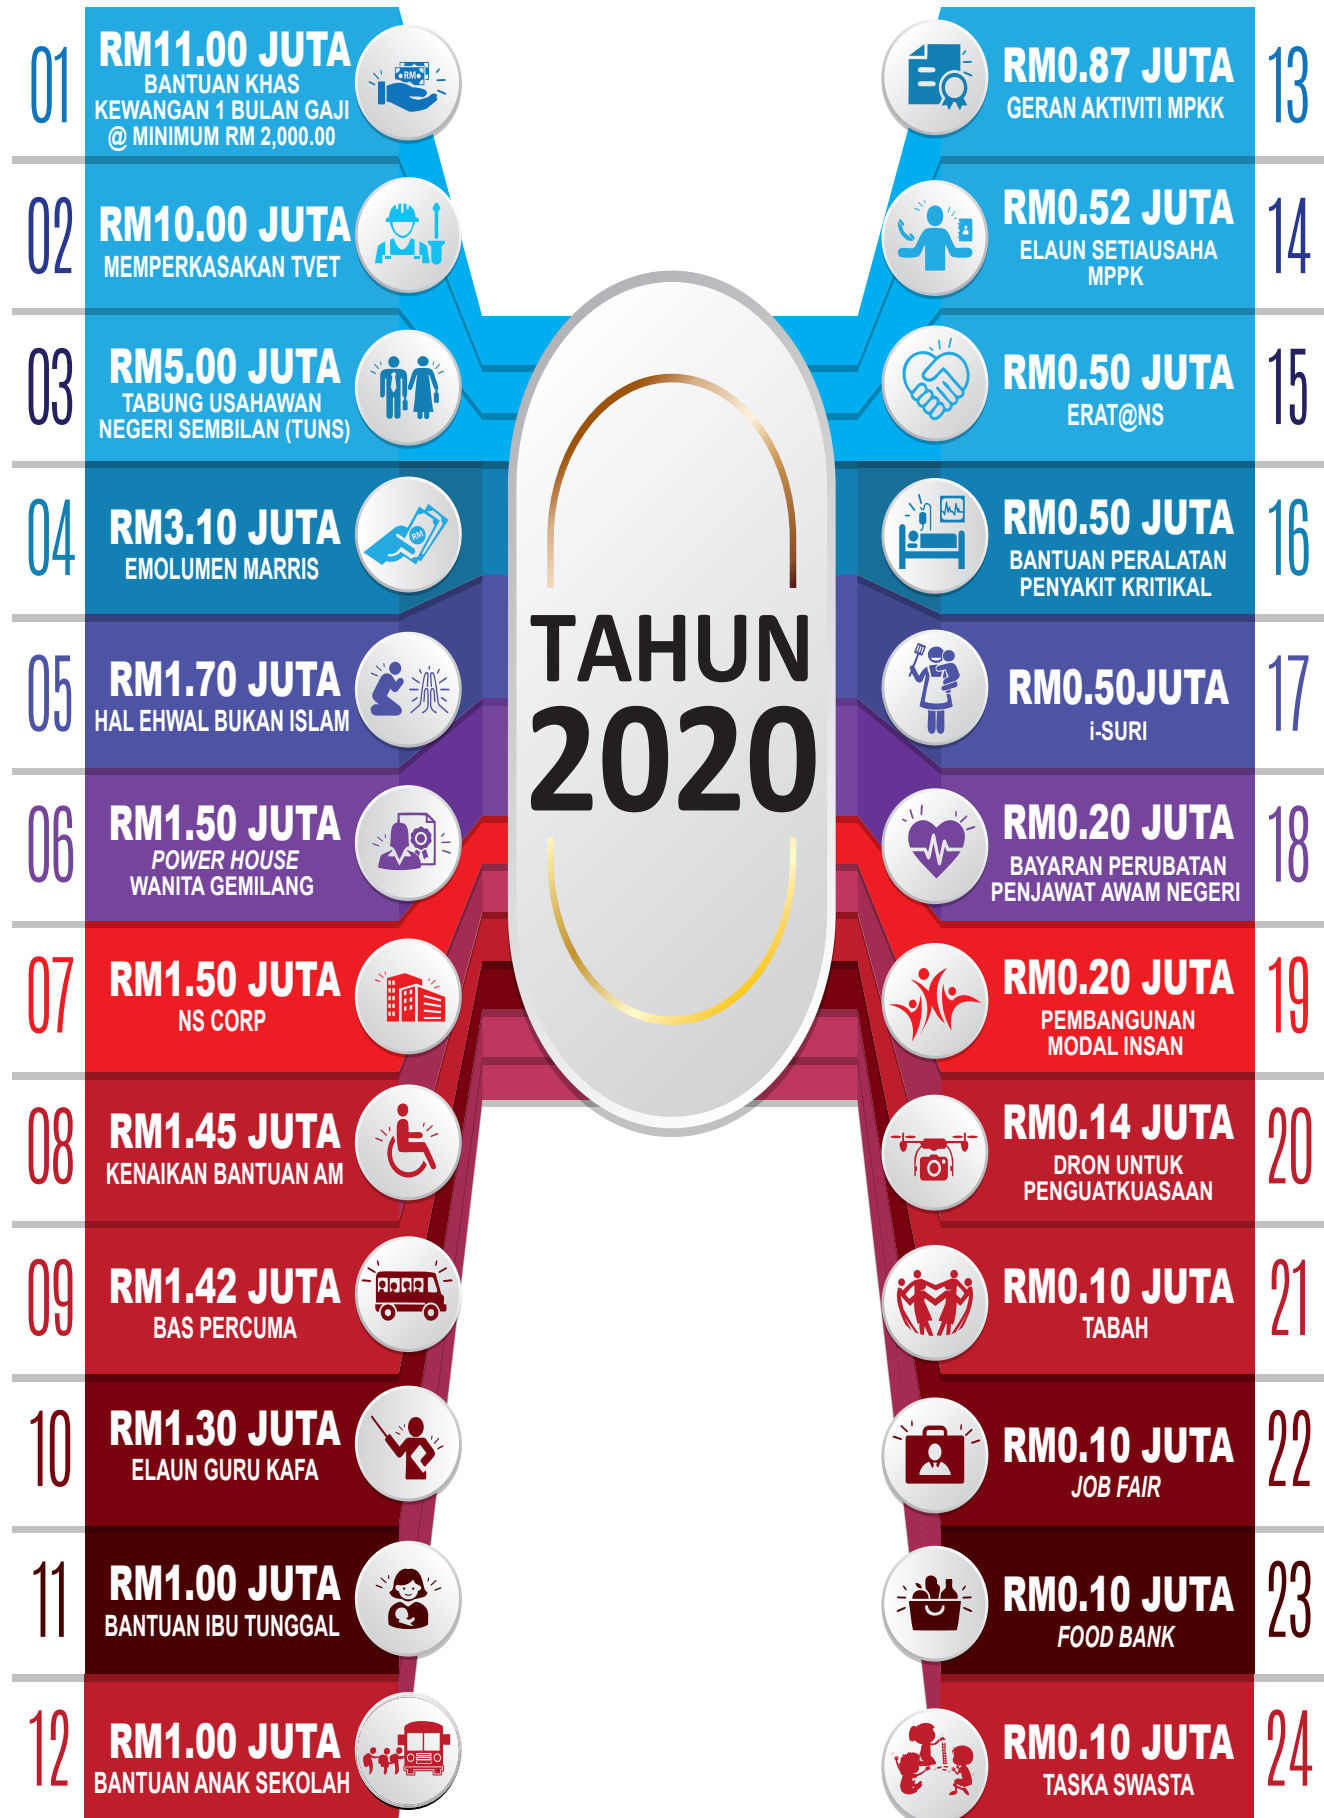 01
RM11.00 JUTA
BANTUAN KHAS
KEWANGAN 1 BULAN GAJI
@ MINIMUM RM 2,000.00
RM
02
RM10.00 JUTA
MEMPERKASAKAN TVET
03
RM5.00 JUTA
TABUNG USAHAWAN
NEGERI SEMBILAN (TUNS)
04
RM3.10 JUTA
EMOLUMEN MARRIS
RM
05
RM1.70 JUTA
HAL EHWAL BUKAN ISLAM
06
RM1.50 JUTA
POWER HOUSE
WANITA GEMILANG
07
RM1.50 JUTA
NS CORP
08
RM1.45 JUTA
KENAIKAN BANTUAN AM
09
RM1.42 JUTA
BAS PERCUMA
10
RM1.30 JUTA
ELAUN GURU KAFA
11
RM1.00 JUTA
BANTUAN IBU TUNGGAL
12
RM1.00 JUTA
BANTUAN ANAK SEKOLAH
TAHUN
2020
13
RM0.87 JUTA
GERAN AKTIVITI MPKK
14
RM0.52 JUTA
ELAUN SETIAUSAHA
MPPK
15
RM0.50 JUTA
ERAT@NS
16
RM0.50 JUTA
BANTUAN PERALATAN
PENYAKIT KRITIKAL
17
RM0.50JUTA
i-SURI
18
RM0.20 JUTA
BAYARAN PERUBATAN
PENJAWAT AWAM NEGERI
19
RM0.20 JUTA
PEMBANGUNAN
MODAL INSAN
20
RM0.14 JUTA
DRON UNTUK
PENGUATKUASAAN
21
RM0.10 JUTA
TABAH
22
RM0.10 JUTA
JOB FAIR
23
RM0.10 JUTA
FOOD BANK
24
RM0.10 JUTA
TASKA SWASTA